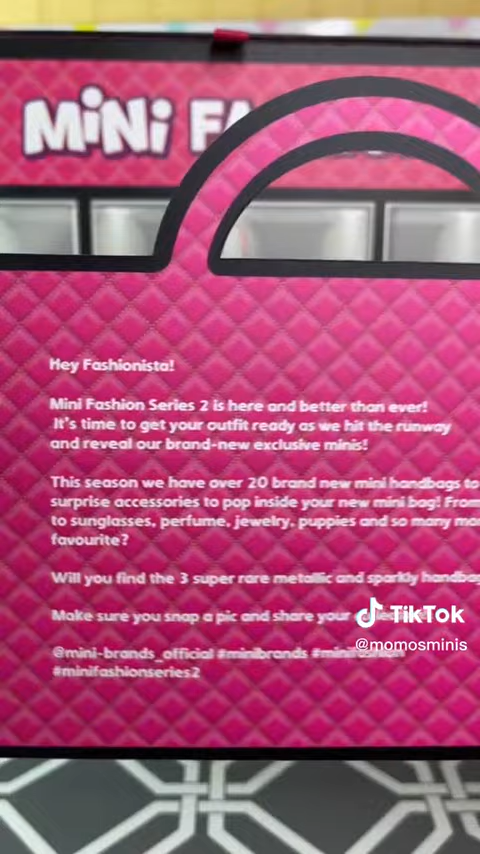 MiNi FA
Hey Fashionista!
Mini Fashion Series 2 is here and better than ever!
It's time to get your outfit ready as we hit the runway
and reveal our brand-new exclusive minis!
This season we have over 20 brand new mini handbags to
surprise accessories to pop inside your new mini bag! From
to sunglasses, perfume, jewelry, puppies and so many mo
favourite?
Will you find the 3 super rare metallic and sparkly handbag
Make sure you snap a pic and share your
TikTok
@momosminis
@mini-brands_official #minibrands #minifashion
#minifashionseries2